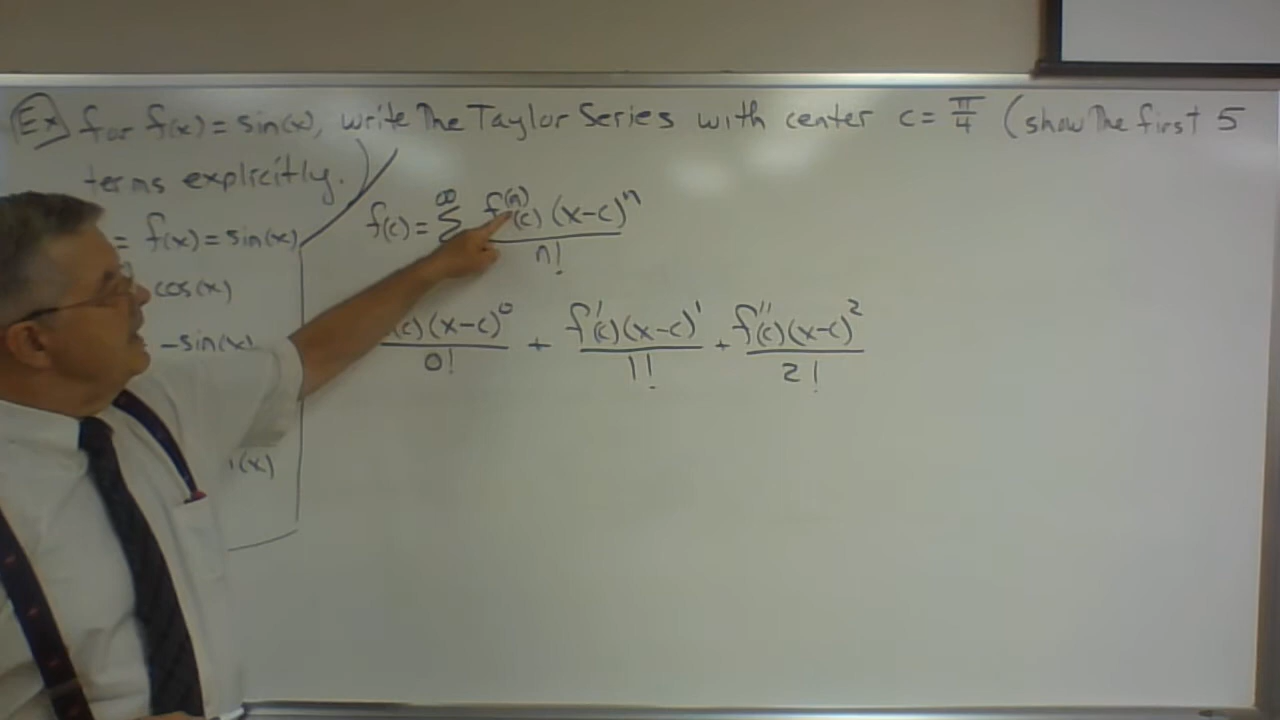 Ex) for f(x) = sin(x), write The Taylor Series with center c = π/4 (show The first 5
terms explicitly.)
= f(x) = sin(x)
cos(x)
-sin(x)
(x)
f(c) = ∞ Σ f⁽ⁿ⁾(c) (x-c)ⁿ / n!
(c)(x-c)⁰ / 0! + f'(c)(x-c)¹ / 1! + f''(c)(x-c)² / 2!